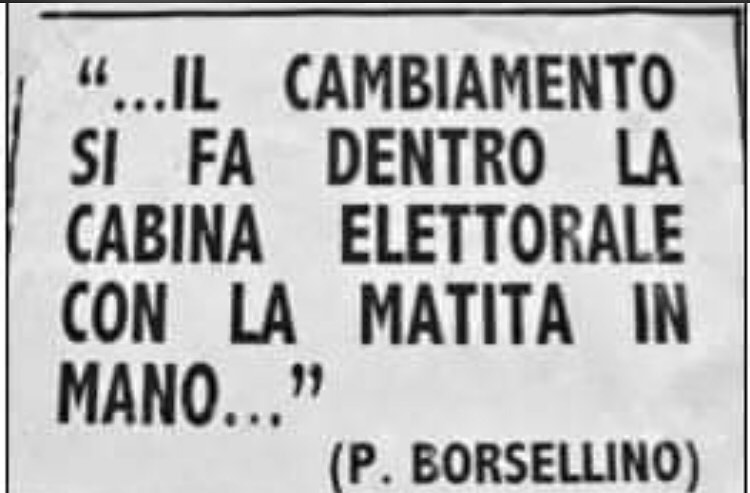 “...IL CAMBIAMENTO
SI FA DENTRO LA
CABINA ELETTORALE
CON LA MATITA IN
MANO...”
(P. BORSELLINO)